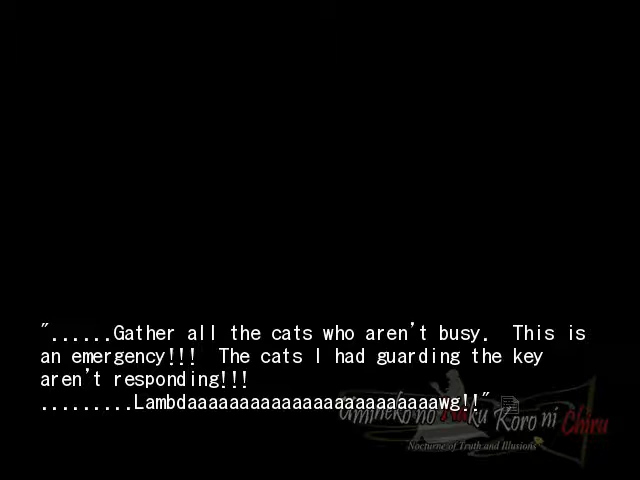 "......Gather all the cats who aren't busy.  This is
an emergency!!!  The cats I had guarding the key
aren't responding!!!
.........Lambdaaaaaaaaaaaaaaaaaaaaaaaaawg!!"
Umineko no Naku Koro ni Chiru
Nocturne of Truth and Illusions